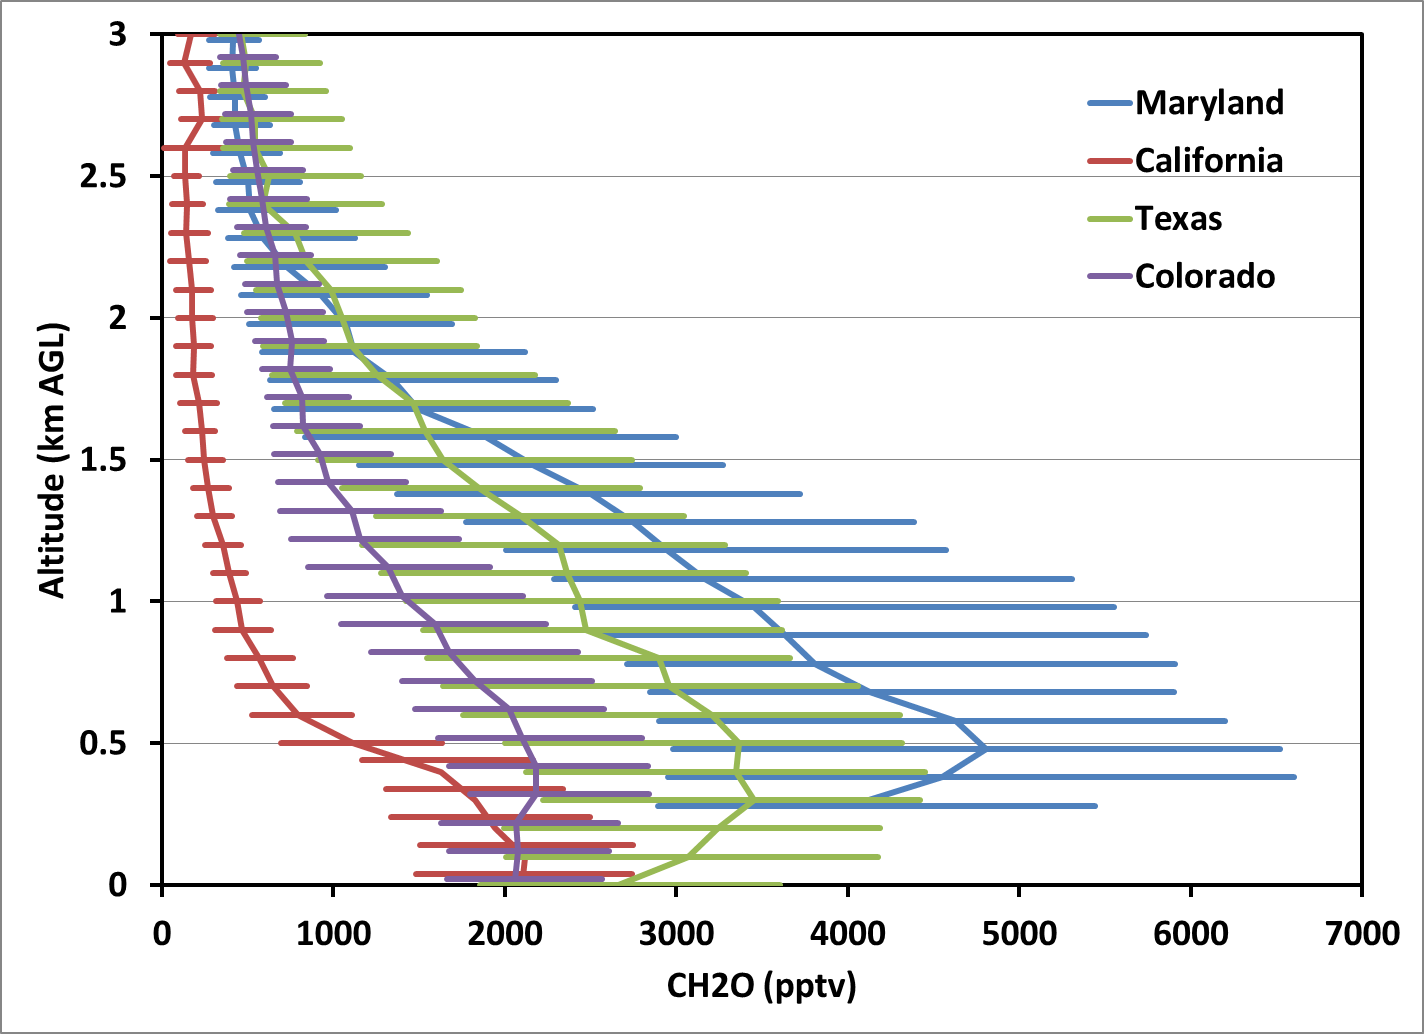 3
2.5
2
1.5
1
0.5
0
Altitude (km AGL)
Maryland
California
Texas
Colorado
0 1000 2000 3000 4000 5000 6000 7000
CH2O (pptv)